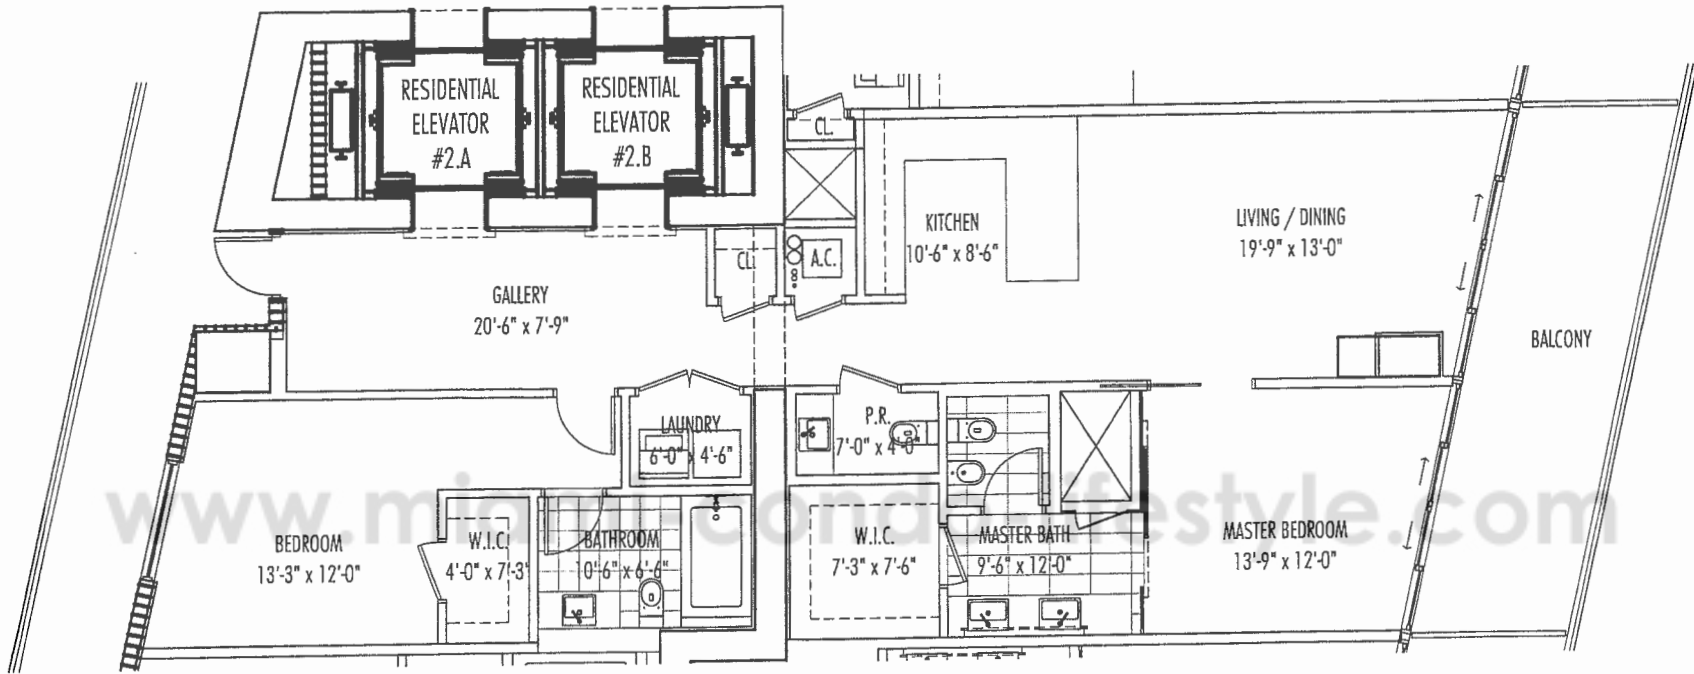 RESIDENTIAL
ELEVATOR
#2.A
RESIDENTIAL
ELEVATOR
#2.B
CL.
KITCHEN
10'-6" x 8'-6"
LIVING / DINING
19'-9" x 13'-0"
CL.
A.C.
GALLERY
20'-6" x 7'-9"
BALCONY
LAUNDRY
6'-0" x 4'-6"
P.R.
7'-0" x 4'-0"
www.miami-condo-lifestyle.com
BEDROOM
13'-3" x 12'-0"
W.I.C.
4'-0" x 7'-3"
BATHROOM
10'-6" x 6'-6"
W.I.C.
7'-3" x 7'-6"
MASTER BATH
9'-6" x 12'-0"
MASTER BEDROOM
13'-9" x 12'-0"